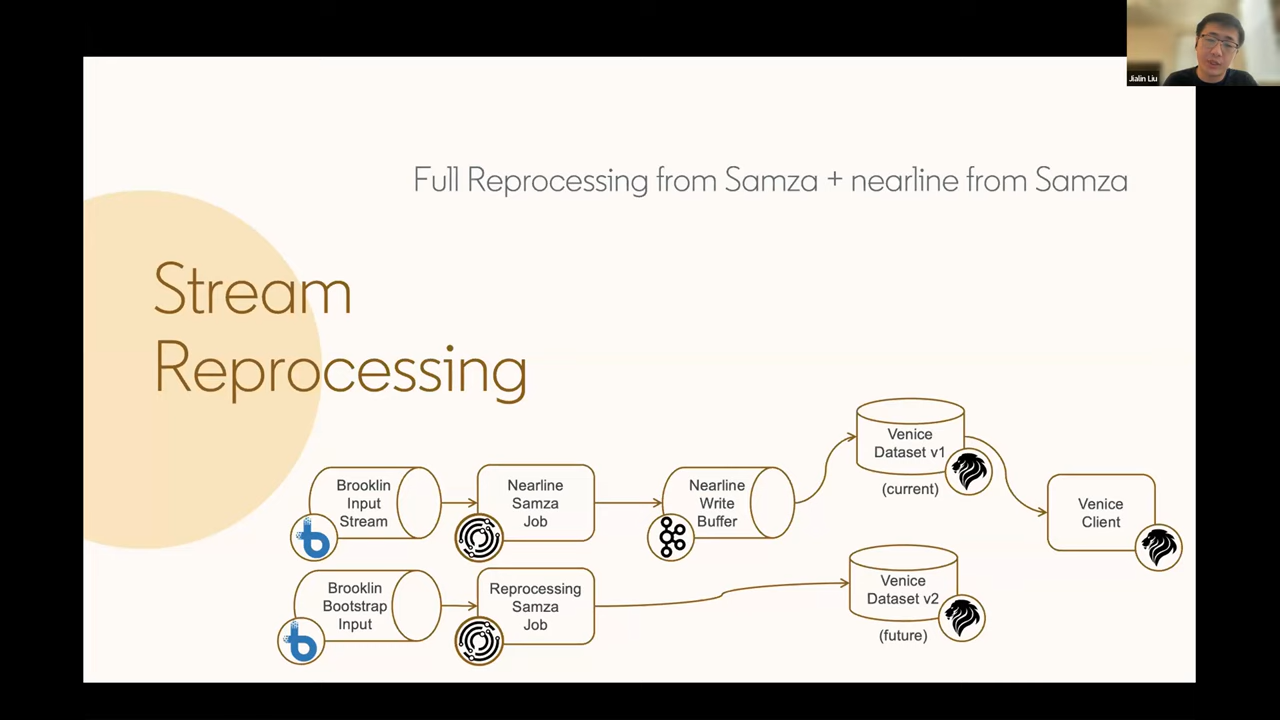 Jialin Liu
Full Reprocessing from Samza + nearline from Samza
Stream
Reprocessing
Brooklin
Input
Stream
Nearline
Samza
Job
Nearline
Write
Buffer
Venice
Dataset v1
(current)
Venice
Client
Brooklin
Bootstrap
Input
Reprocessing
Samza
Job
Venice
Dataset v2
(future)